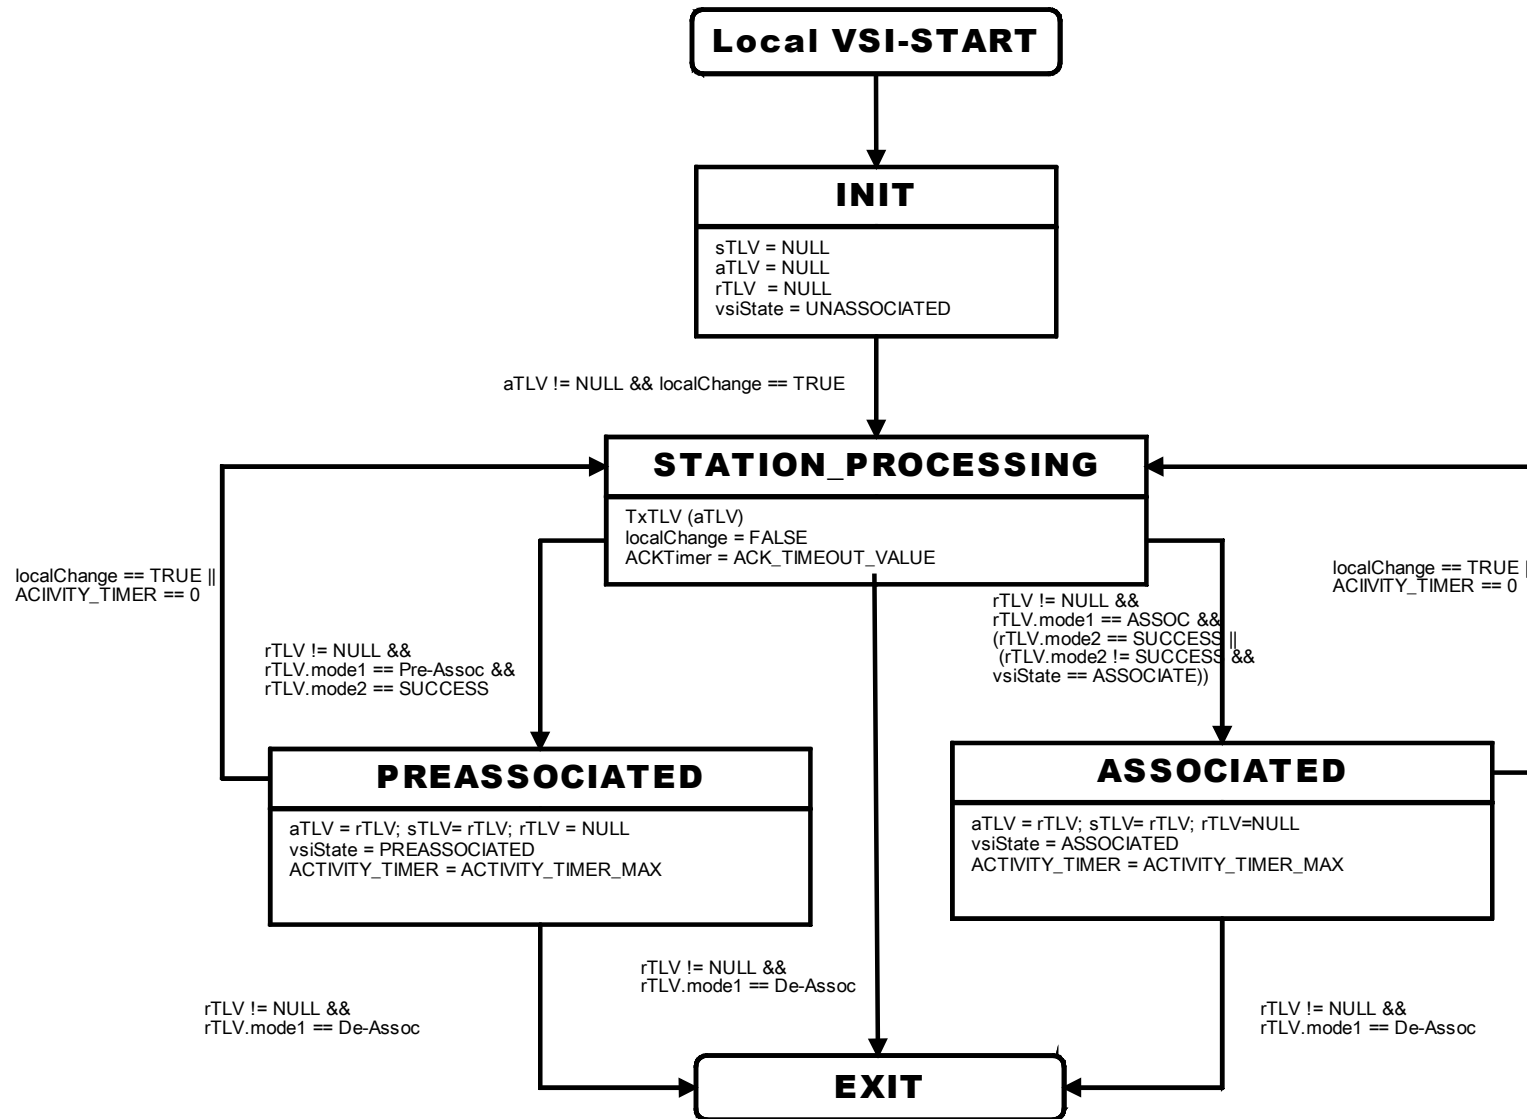 Local VSI-START
INIT
sTLV = NULL
aTLV = NULL
rTLV = NULL
vsiState = UNASSOCIATED
aTLV != NULL && localChange == TRUE
STATION_PROCESSING
TxTLV (aTLV)
localChange = FALSE
ACKTimer = ACK_TIMEOUT_VALUE
localChange == TRUE ||
ACIIVITY_TIMER == 0
rTLV != NULL &&
rTLV.mode1 == Pre-Assoc &&
rTLV.mode2 == SUCCESS
rTLV != NULL &&
rTLV.mode1 == ASSOC &&
(rTLV.mode2 == SUCCESS ||
(rTLV.mode2 != SUCCESS &&
vsiState == ASSOCIATE))
localChange == TRUE |
ACIIVITY_TIMER == 0
PREASSOCIATED
aTLV = rTLV; sTLV= rTLV; rTLV = NULL
vsiState = PREASSOCIATED
ACTIVITY_TIMER = ACTIVITY_TIMER_MAX
ASSOCIATED
aTLV = rTLV; sTLV= rTLV; rTLV=NULL
vsiState = ASSOCIATED
ACTIVITY_TIMER = ACTIVITY_TIMER_MAX
rTLV != NULL &&
rTLV.mode1 == De-Assoc
rTLV != NULL &&
rTLV.mode1 == De-Assoc
rTLV != NULL &&
rTLV.mode1 == De-Assoc
EXIT